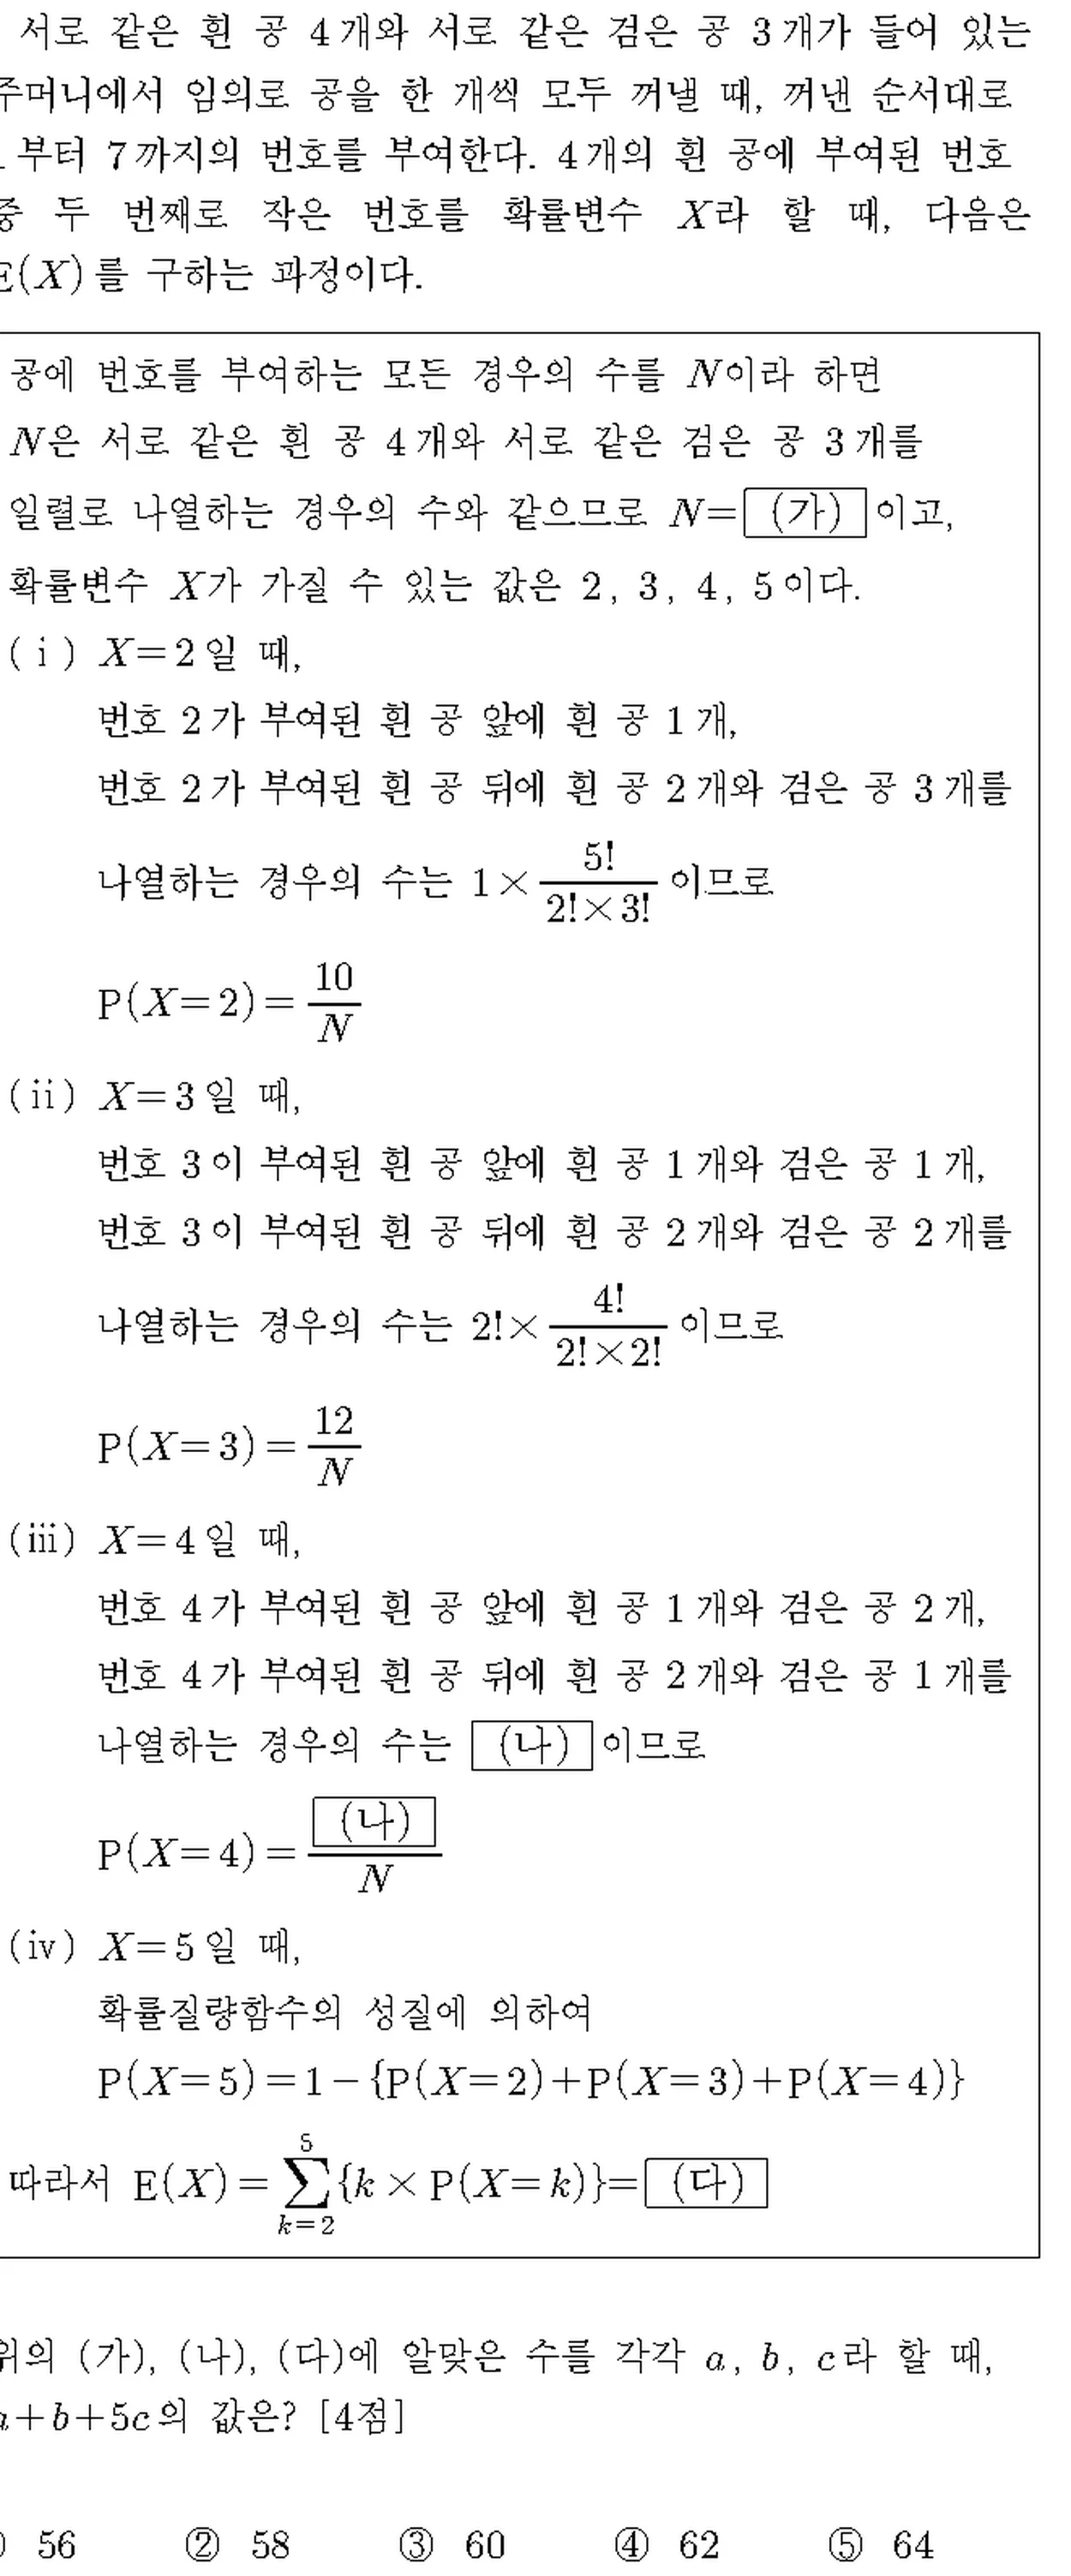 서로 같은 흰 공 4개와 서로 같은 검은 공 3개가 들어 있는
주머니에서 임의로 공을 한 개씩 모두 꺼낼 때, 꺼낸 순서대로
1부터 7까지의 번호를 부여한다. 4개의 흰 공에 부여된 번호
중 두 번째로 작은 번호를 확률변수 X라 할 때, 다음은
E(X)를 구하는 과정이다.
공에 번호를 부여하는 모든 경우의 수를 N이라 하면
N은 서로 같은 흰 공 4개와 서로 같은 검은 공 3개를
일렬로 나열하는 경우의 수와 같으므로 N= (가) 이고,
확률변수 X가 가질 수 있는 값은 2, 3, 4, 5이다.
(ⅰ) X=2일 때,
번호 2가 부여된 흰 공 앞에 흰 공 1개,
번호 2가 부여된 흰 공 뒤에 흰 공 2개와 검은 공 3개를
나열하는 경우의 수는 1×5!/(2!×3!) 이므로
P(X=2)=10/N
(ⅱ) X=3일 때,
번호 3이 부여된 흰 공 앞에 흰 공 1개와 검은 공 1개,
번호 3이 부여된 흰 공 뒤에 흰 공 2개와 검은 공 2개를
나열하는 경우의 수는 2!×4!/(2!×2!) 이므로
P(X=3)=12/N
(ⅲ) X=4일 때,
번호 4가 부여된 흰 공 앞에 흰 공 1개와 검은 공 2개,
번호 4가 부여된 흰 공 뒤에 흰 공 2개와 검은 공 1개를
나열하는 경우의 수는 (나) 이므로
P(X=4)=(나)/N
(ⅳ) X=5일 때,
확률질량함수의 성질에 의하여
P(X=5)=1-{P(X=2)+P(X=3)+P(X=4)}
따라서 E(X)=∑_{k=2}^{5}{k×P(X=k)}= (다)
위의 (가), (나), (다)에 알맞은 수를 각각 a, b, c라 할 때,
a+b+5c의 값은? [4점]
56 ② 58 ③ 60 ④ 62 ⑤ 64